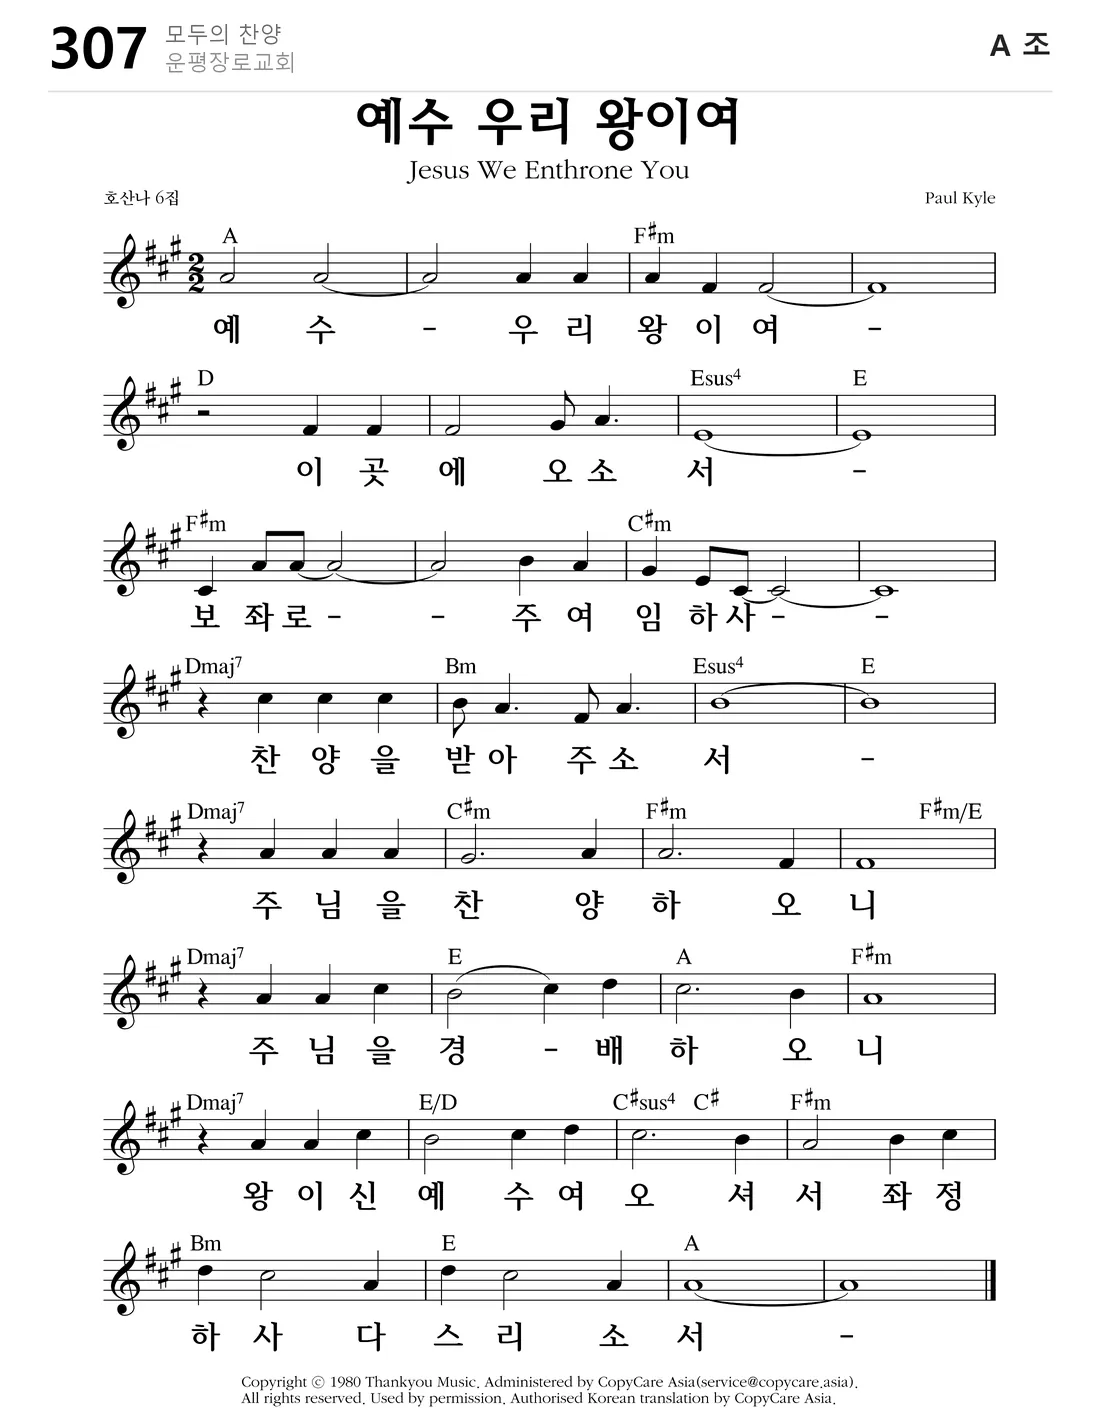 307
모두의 찬양
운평장로교회
A 조
예수 우리 왕이여
Jesus We Enthrone You
호산나 6집
Paul Kyle
A F♯m
예 수 - 우 리 왕 이 여 -
D Esus4 E
이 곳 에 오 소 서 -
F♯m C♯m
보 좌 로 - - 주 여 임 하 사 - -
Dmaj7 Bm Esus4 E
찬 양 을 받 아 주 소 서 -
Dmaj7 C♯m F♯m F♯m/E
주 님 을 찬 양 하 오 니
Dmaj7 E A F♯m
주 님 을 경 - 배 하 오 니
Dmaj7 E/D C♯sus4 C♯ F♯m
왕 이 신 예 수 여 오 셔 서 좌 정
Bm E A
하 사 다 스 리 소 서 -
Copyright ⓒ 1980 Thankyou Music. Administered by CopyCare Asia(service@copycare.asia).
All rights reserved. Used by permission. Authorised Korean translation by CopyCare Asia.